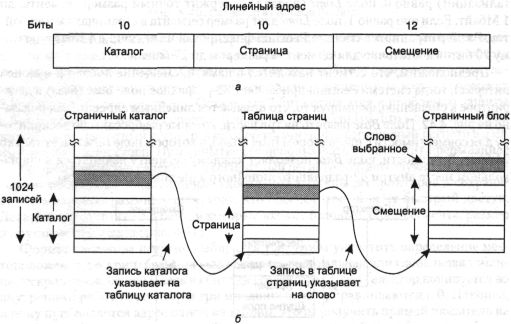 Линейный адрес
Биты 10 10 12
Каталог Страница Смещение
а
Страничный каталог Таблица страниц Страничный блок
Слово
выбранное
1024
записей
Каталог
Страница
Смещение
Запись каталога
указывает на
таблицу каталога
Запись в таблице
страниц указывает
на слово
б